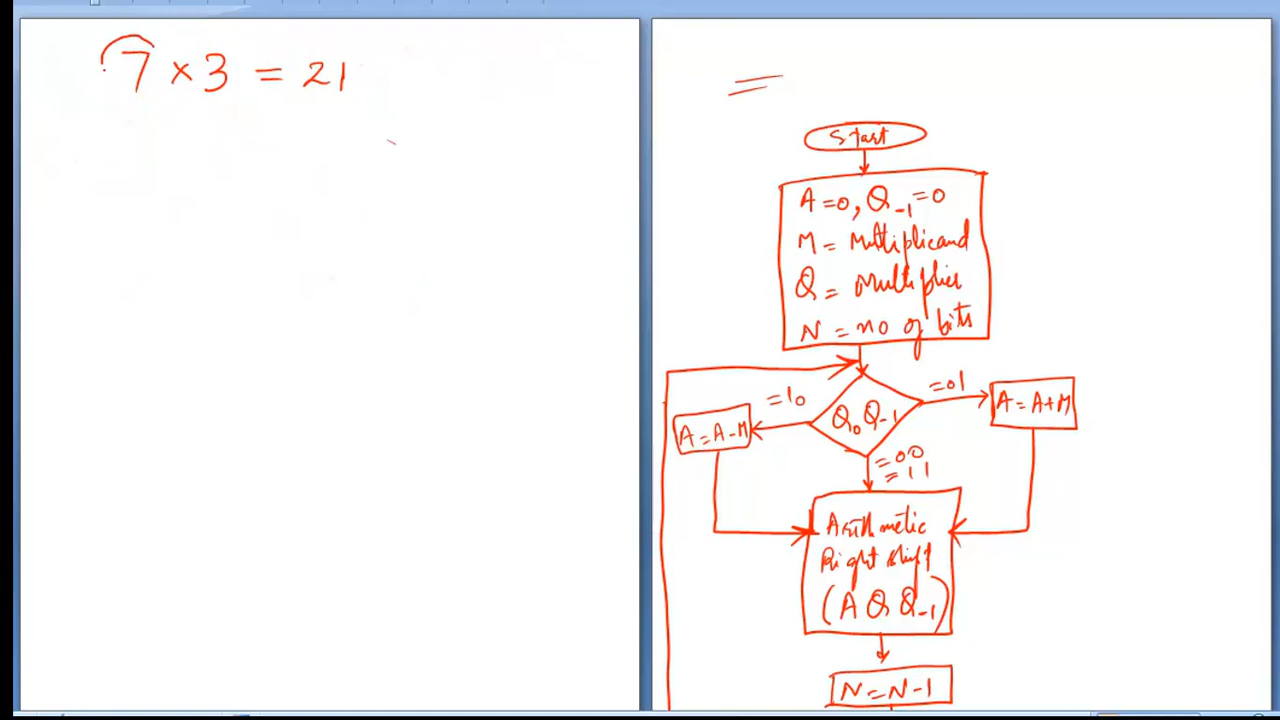 7 × 3 = 21
Start
A = 0, Q-1 = 0
M = Multiplicand
Q = Multiplier
N = no of bits
=10
Q0 Q-1
=01
A = A - M
A = A + M
=00
=11
Arithmetic
Right shift
(A Q Q-1)
N = N - 1